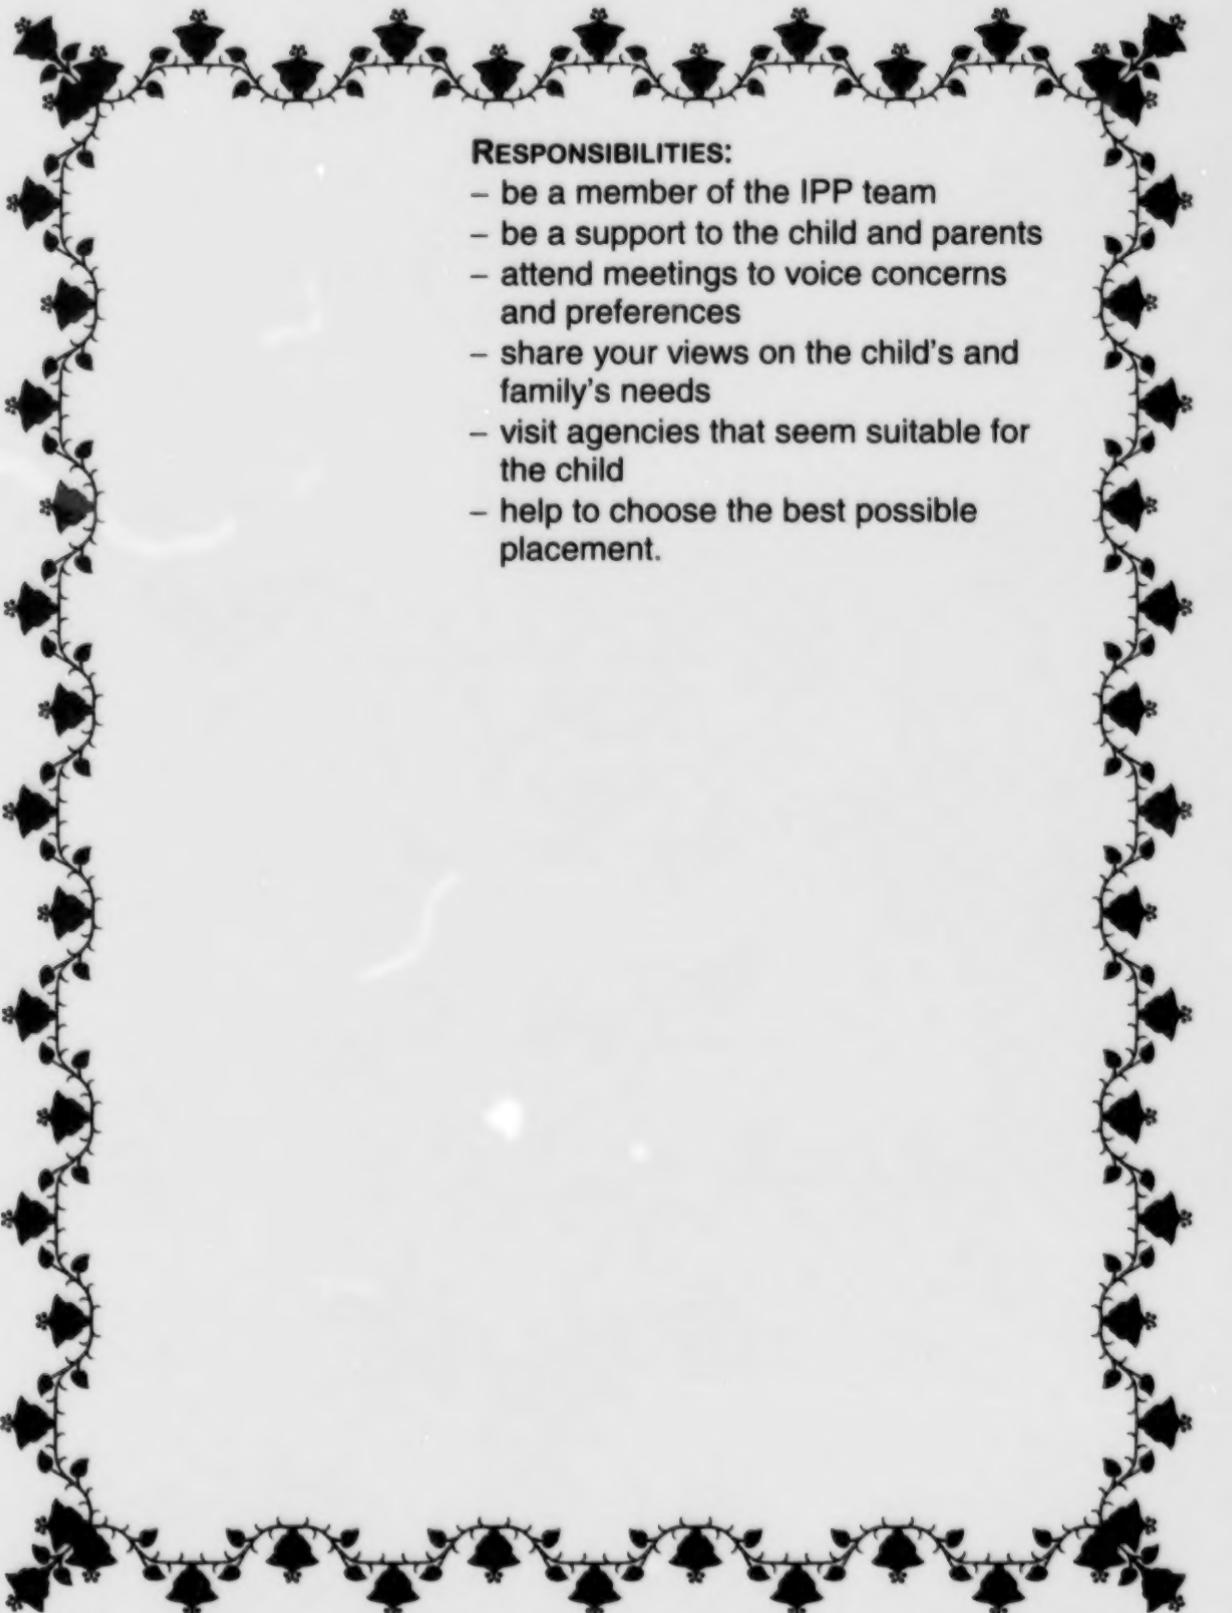 RESPONSIBILITIES:
– be a member of the IPP team
– be a support to the child and parents
– attend meetings to voice concerns
and preferences
– share your views on the child's and
family's needs
– visit agencies that seem suitable for
the child
– help to choose the best possible
placement.